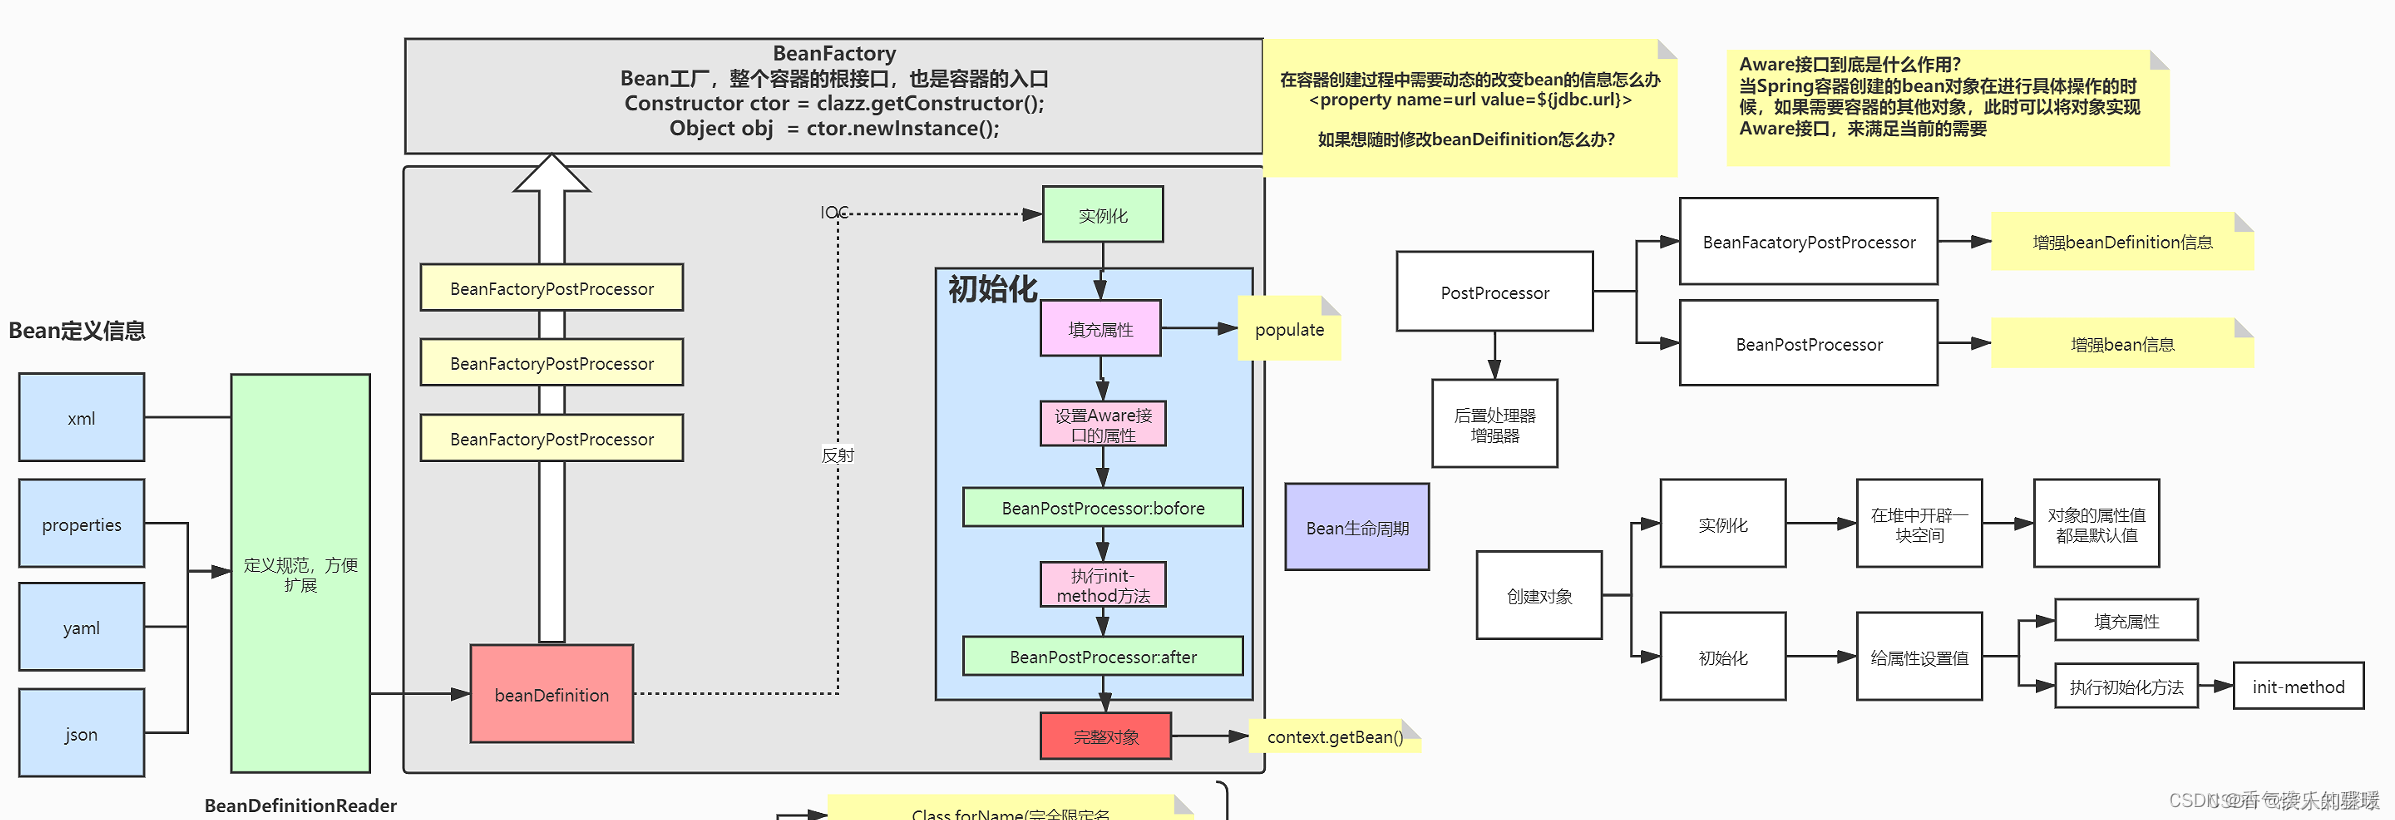 BeanFactory
Bean工厂，整个容器的根接口，也是容器的入口
Constructor ctor = clazz.getConstructor();
Object obj  = ctor.newInstance();
在容器创建过程中需要动态的改变bean的信息怎么办
<property name=url value=${jdbc.url}>
如果想随时修改beanDeifinition怎么办?
Aware接口到底是什么作用?
当Spring容器创建的bean对象在进行具体操作的时
候，如果需要容器的其他对象，此时可以将对象实现
Aware接口，来满足当前的需要
Bean定义信息
xml
properties
yaml
json
定义规范，方便
扩展
BeanDefinitionReader
BeanFactoryPostProcessor
BeanFactoryPostProcessor
BeanFactoryPostProcessor
beanDefinition
IOC
反射
实例化
初始化
填充属性
populate
设置Aware接
口的属性
BeanPostProcessor:bofore
执行init-
method方法
BeanPostProcessor:after
完整对象
context.getBean()
PostProcessor
后置处理器
增强器
BeanFacatoryPostProcessor
增强beanDefinition信息
BeanPostProcessor
增强bean信息
Bean生命周期
创建对象
实例化
在堆中开辟一
块空间
对象的属性值
都是默认值
初始化
给属性设置值
填充属性
执行初始化方法
init-method
Class.forName(完全限定名